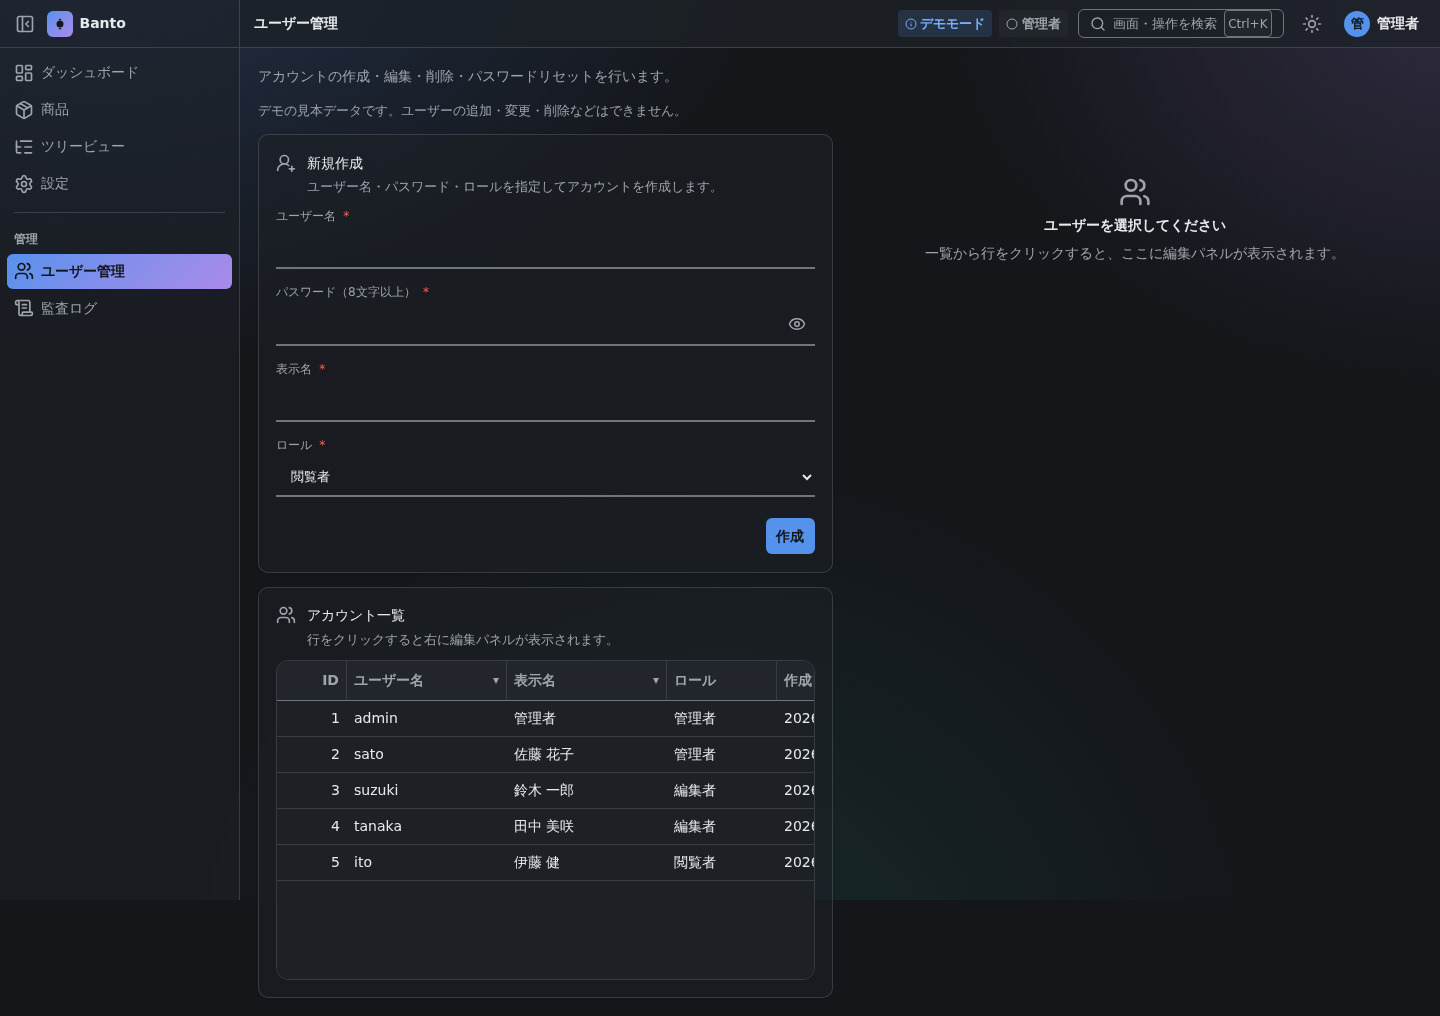 Banto
ユーザー管理
デモモード
管理者
画面・操作を検索
Ctrl+K
管
管理者
ダッシュボード
商品
ツリービュー
設定
管理
ユーザー管理
監査ログ
アカウントの作成・編集・削除・パスワードリセットを行います。
デモの見本データです。ユーザーの追加・変更・削除などはできません。
新規作成
ユーザー名・パスワード・ロールを指定してアカウントを作成します。
ユーザー名 *
パスワード（8文字以上） *
表示名 *
ロール *
閲覧者
作成
ユーザーを選択してください
一覧から行をクリックすると、ここに編集パネルが表示されます。
アカウント一覧
行をクリックすると右に編集パネルが表示されます。
ID ユーザー名 ▾ 表示名 ▾ ロール 作成
1 admin 管理者 管理者 2026
2 sato 佐藤 花子 管理者 2026
3 suzuki 鈴木 一郎 編集者 2026
4 tanaka 田中 美咲 編集者 2026
5 ito 伊藤 健 閲覧者 2026